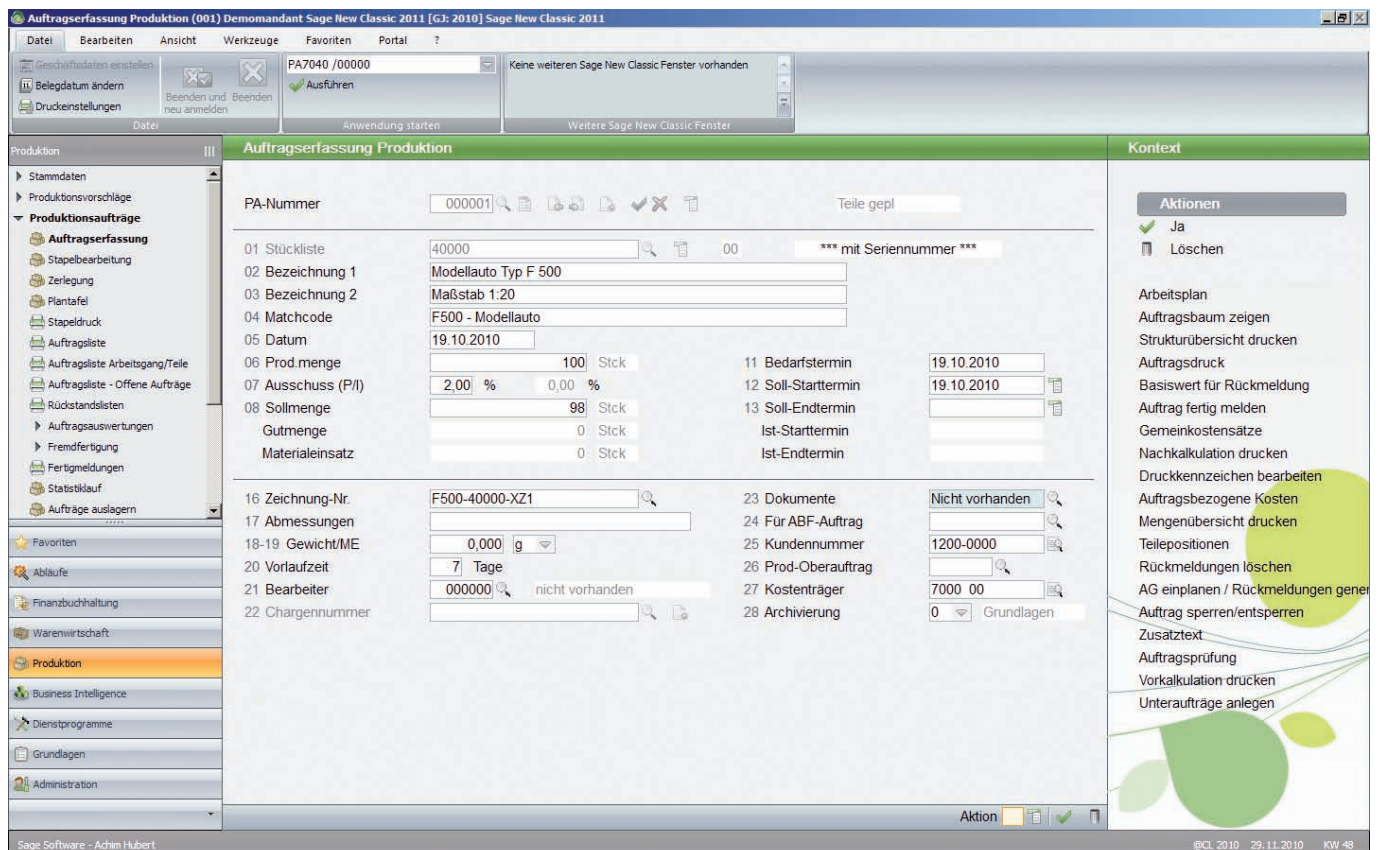 Auftragserfassung Produktion (001) Demomandant Sage New Classic 2011 [GJ: 2010] Sage New Classic 2011
Datei Bearbeiten Ansicht Werkzeuge Favoriten Portal ?
Geschäftsdaten einstellen
Belegdatum ändern
Druckeinstellungen
Beenden und neu anmelden
Beenden
Datei
PA7040 /00000
Ausführen
Anwendung starten
Keine weiteren Sage New Classic Fenster vorhanden
Weitere Sage New Classic Fenster
Produktion
Stammdaten
Produktionsvorschläge
Produktionsaufträge
Auftragserfassung
Stapelbearbeitung
Zerlegung
Plantafel
Stapeldruck
Auftragsliste
Auftragsliste Arbeitsgang/Teile
Auftragsliste - Offene Aufträge
Rückstandslisten
Auftragsauswertungen
Fremdfertigung
Fertigmeldungen
Statistiklauf
Aufträge auslagern
Favoriten
Abläufe
Finanzbuchhaltung
Warenwirtschaft
Produktion
Business Intelligence
Dienstprogramme
Grundlagen
Administration
Auftragserfassung Produktion
PA-Nummer 000001 Teile gepl
01 Stückliste 40000 00 *** mit Seriennummer ***
02 Bezeichnung 1 Modellauto Typ F 500
03 Bezeichnung 2 Maßstab 1:20
04 Matchcode F500 - Modellauto
05 Datum 19.10.2010
06 Prod.menge 100 Stck 11 Bedarfstermin 19.10.2010
07 Ausschuss (P/I) 2,00 % 0,00 % 12 Soll-Starttermin 19.10.2010
08 Sollmenge 98 Stck 13 Soll-Endtermin
Gutmenge 0 Stck Ist-Starttermin
Materialeinsatz 0 Stck Ist-Endtermin
16 Zeichnung-Nr. F500-40000-XZ1 23 Dokumente Nicht vorhanden
17 Abmessungen 24 Für ABF-Auftrag
18-19 Gewicht/ME 0,000 g 25 Kundennummer 1200-0000
20 Vorlaufzeit 7 Tage 26 Prod-Oberauftrag
21 Bearbeiter 000000 nicht vorhanden 27 Kostenträger 7000 00
22 Chargennummer 28 Archivierung 0 Grundlagen
Aktion
Kontext
Aktionen
Ja
Löschen
Arbeitsplan
Auftragsbaum zeigen
Strukturübersicht drucken
Auftragsdruck
Basiswert für Rückmeldung
Auftrag fertig melden
Gemeinkostensätze
Nachkalkulation drucken
Druckkennzeichen bearbeiten
Auftragsbezogene Kosten
Mengenübersicht drucken
Teilepositionen
Rückmeldungen löschen
AG einplanen / Rückmeldungen gener
Auftrag sperren/entsperren
Zusatztext
Auftragsprüfung
Vorkalkulation drucken
Unteraufträge anlegen
Sage Software - Achim Hubert @CL 2010 29.11.2010 KW 48